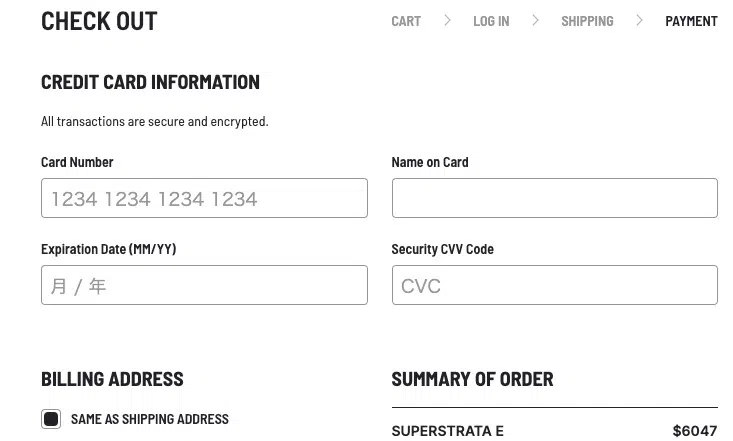 CHECK OUT
CART > LOG IN > SHIPPING > PAYMENT
CREDIT CARD INFORMATION
All transactions are secure and encrypted.
Card Number
1234 1234 1234 1234
Name on Card
Expiration Date (MM/YY)
月 / 年
Security CVV Code
CVC
BILLING ADDRESS
SAME AS SHIPPING ADDRESS
SUMMARY OF ORDER
SUPERSTRATA E $6047